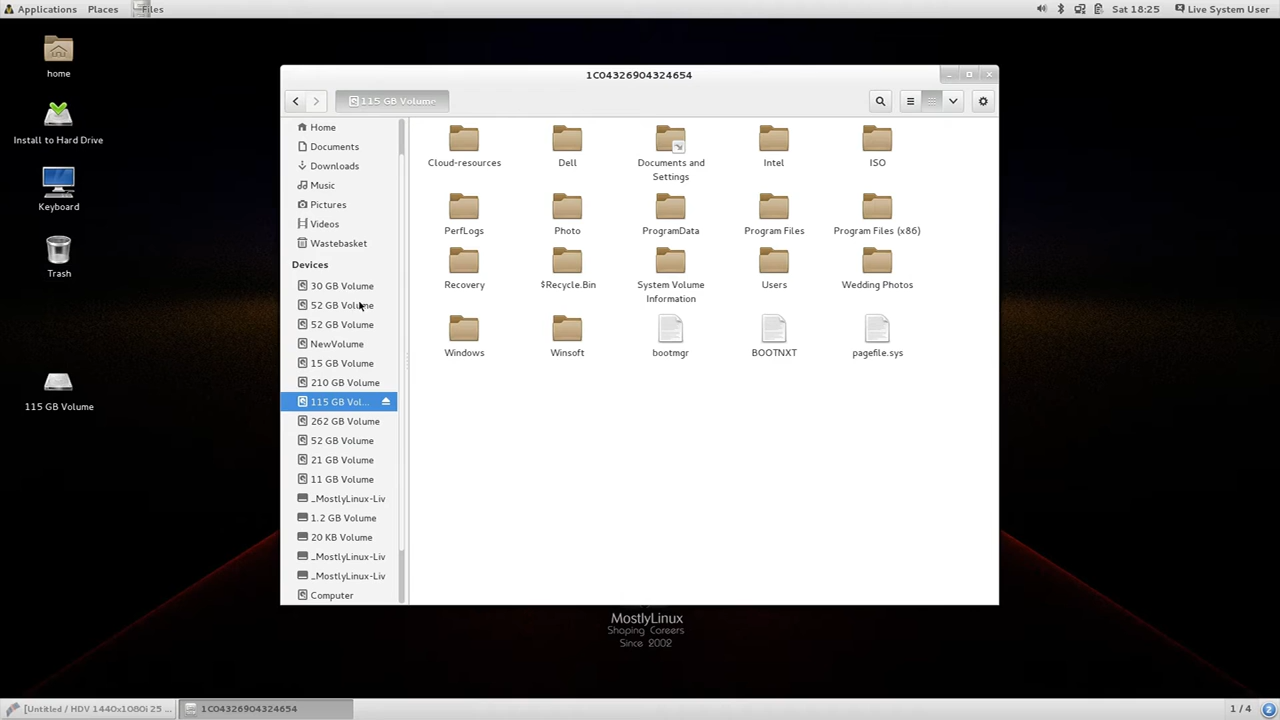 Applications Places Files Sat 18:25 Live System User
home
Install to Hard Drive
Keyboard
Trash
115 GB Volume
1C04326904324654
115 GB Volume
Home
Documents
Downloads
Music
Pictures
Videos
Wastebasket
Devices
30 GB Volume
52 GB Volume
52 GB Volume
NewVolume
15 GB Volume
210 GB Volume
115 GB Vol...
262 GB Volume
52 GB Volume
21 GB Volume
11 GB Volume
_MostlyLinux-Liv
1.2 GB Volume
20 KB Volume
_MostlyLinux-Liv
_MostlyLinux-Liv
Computer
Cloud-resources Dell Documents and Settings Intel ISO
PerfLogs Photo ProgramData Program Files Program Files (x86)
Recovery $Recycle.Bin System Volume Information Users Wedding Photos
Windows Winsoft bootmgr BOOTNXT pagefile.sys
MostlyLinux
Shaping Careers
Since 2002
[Untitled / HDV 1440x1080i 25 ... 1C04326904324654 1 / 4 2